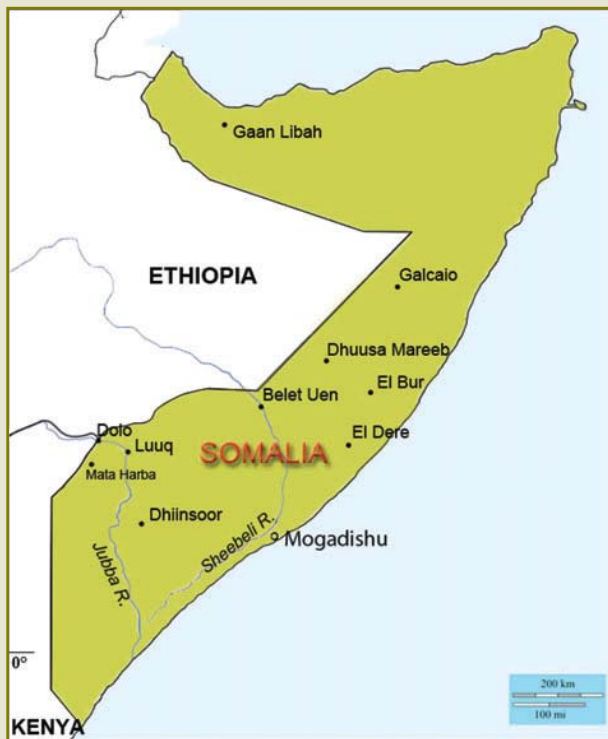 Gaan Libah
ETHIOPIA
Galcaio
Dhuusa Mareeb
El Bur
Belet Uen
El Dere
Dolo
Luuq
SOMALIA
Mata Harba
Dhiinsoor
Sheebeli R.
Mogadishu
Jubba R.
0°
200 km
100 mi
KENYA